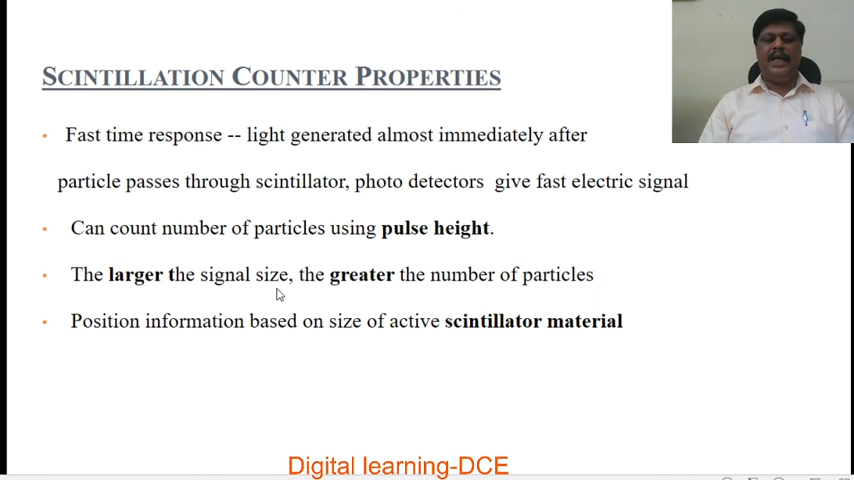 SCINTILLATION COUNTER PROPERTIES
• Fast time response -- light generated almost immediately after
particle passes through scintillator, photo detectors give fast electric signal
• Can count number of particles using pulse height.
• The larger the signal size, the greater the number of particles
• Position information based on size of active scintillator material
Digital learning-DCE